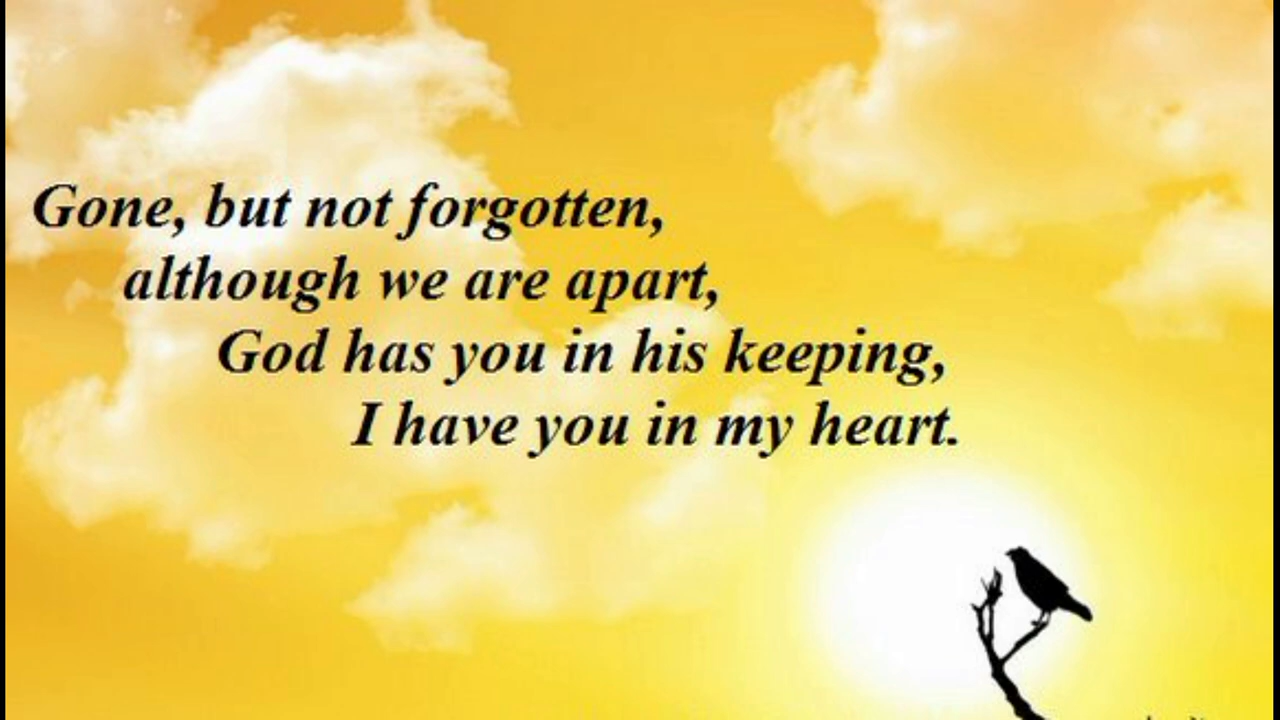 Gone, but not forgotten,
although we are apart,
God has you in his keeping,
I have you in my heart.